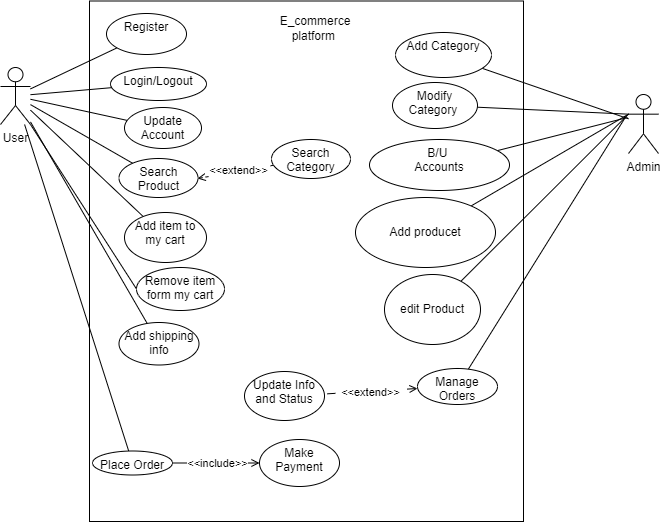 E_commerce
platform
Register
Login/Logout
Update
Account
Search
Product
<<extend>>
Search
Category
Add item to
my cart
Remove item
form my cart
Add shipping
info
Place Order
<<include>>
Make
Payment
User
Add Category
Modify
Category
B/U
Accounts
Add producet
edit Product
Update Info
and Status
<<extend>>
Manage
Orders
Admin